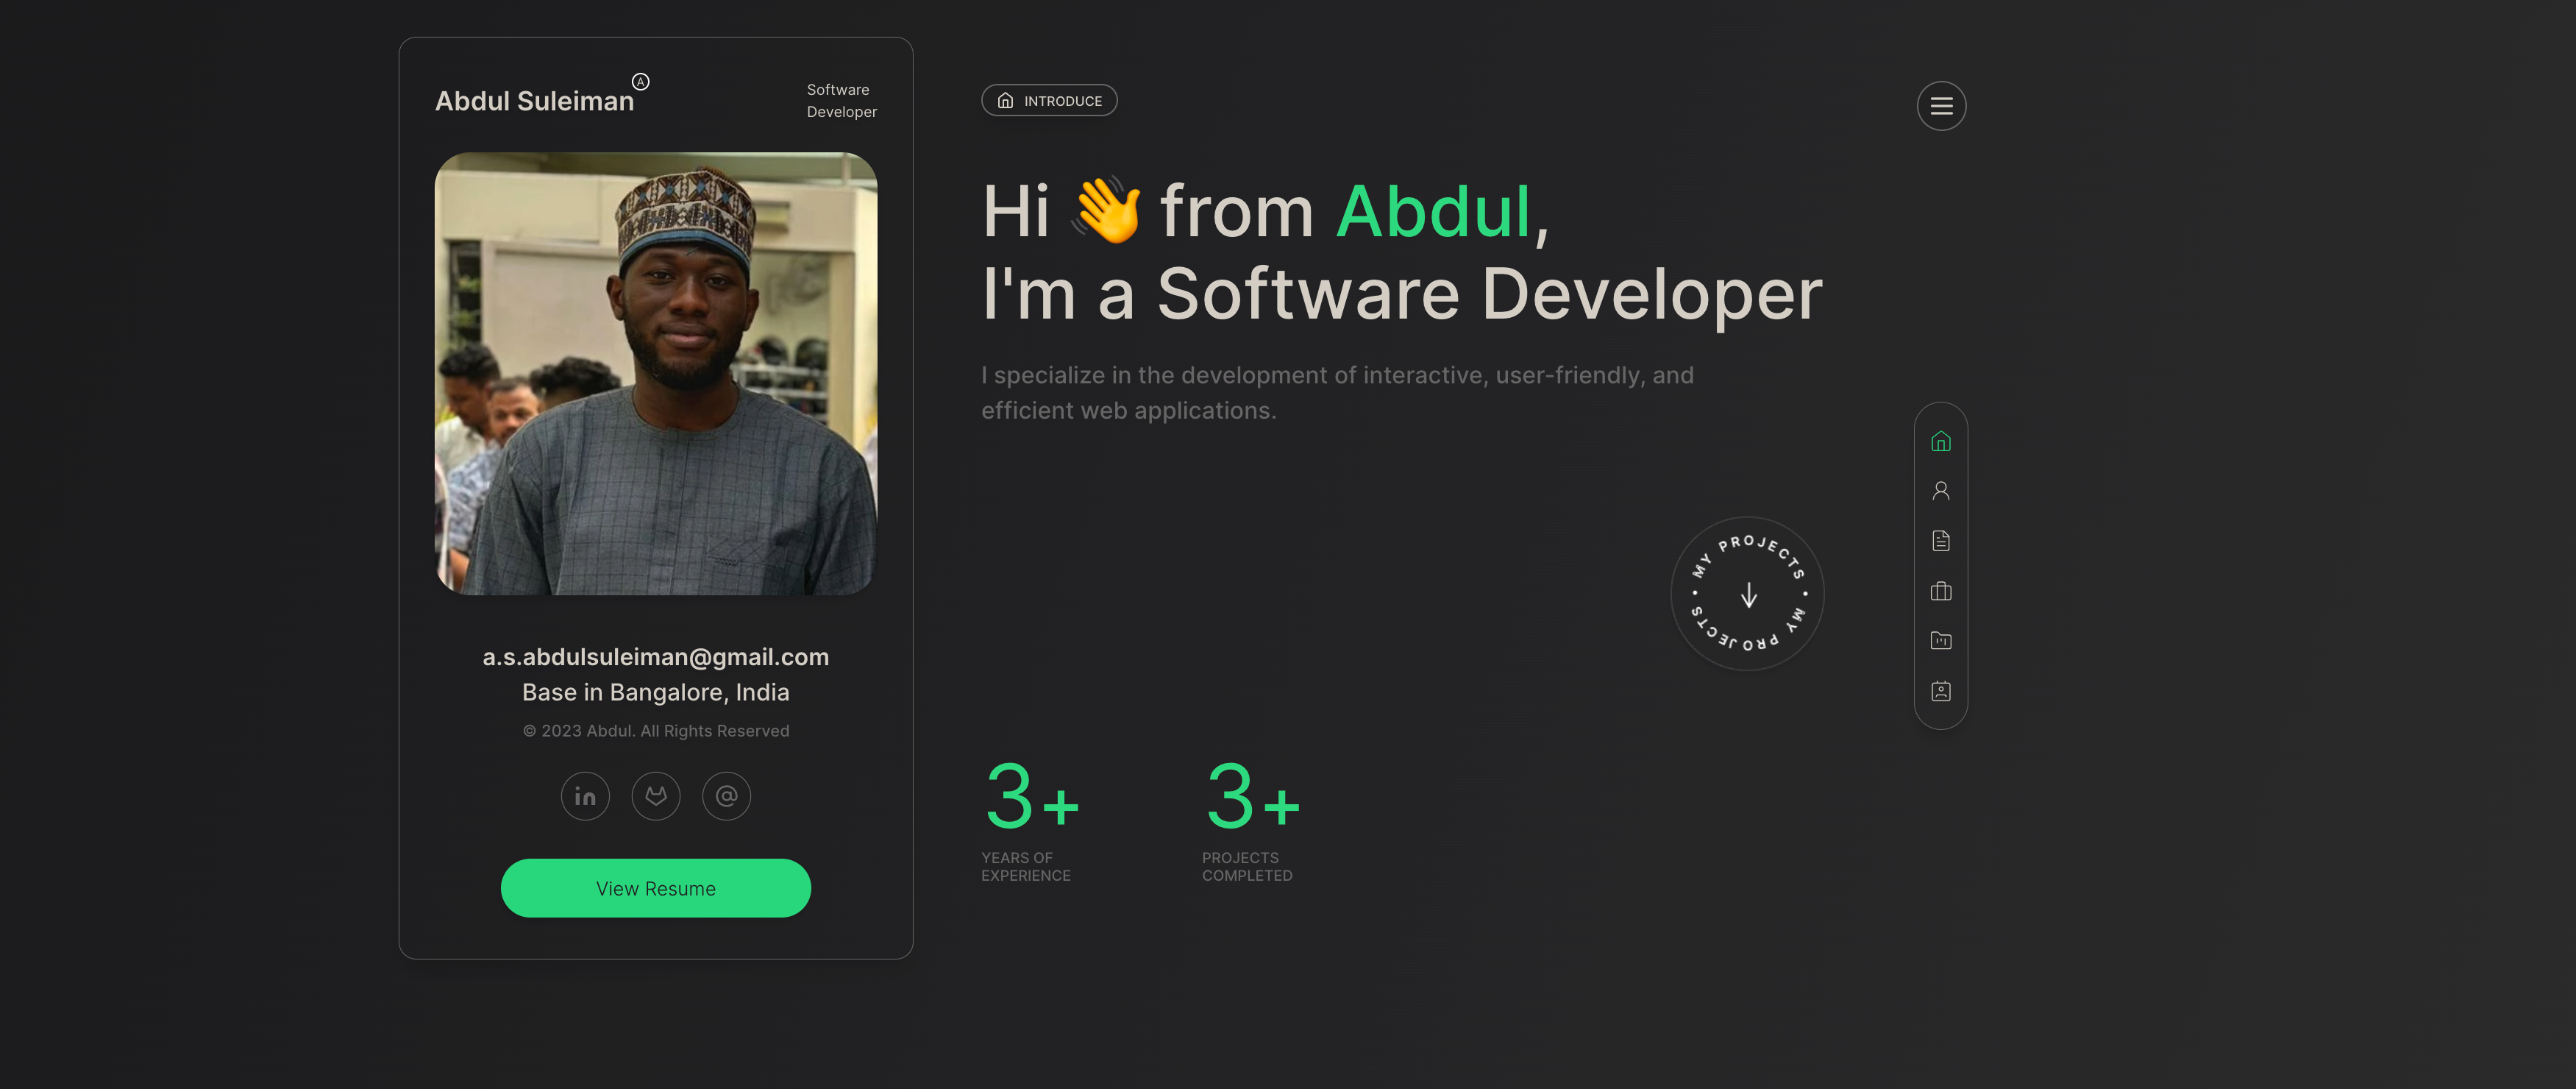 Abdul Suleiman
A
Software
Developer
a.s.abdulsuleiman@gmail.com
Base in Bangalore, India
© 2023 Abdul. All Rights Reserved
in
View Resume
INTRODUCE
Hi 👋 from Abdul,
I'm a Software Developer
I specialize in the development of interactive, user-friendly, and
efficient web applications.
MY PROJECTS • MY PROJECTS •
3+
YEARS OF
EXPERIENCE
3+
PROJECTS
COMPLETED